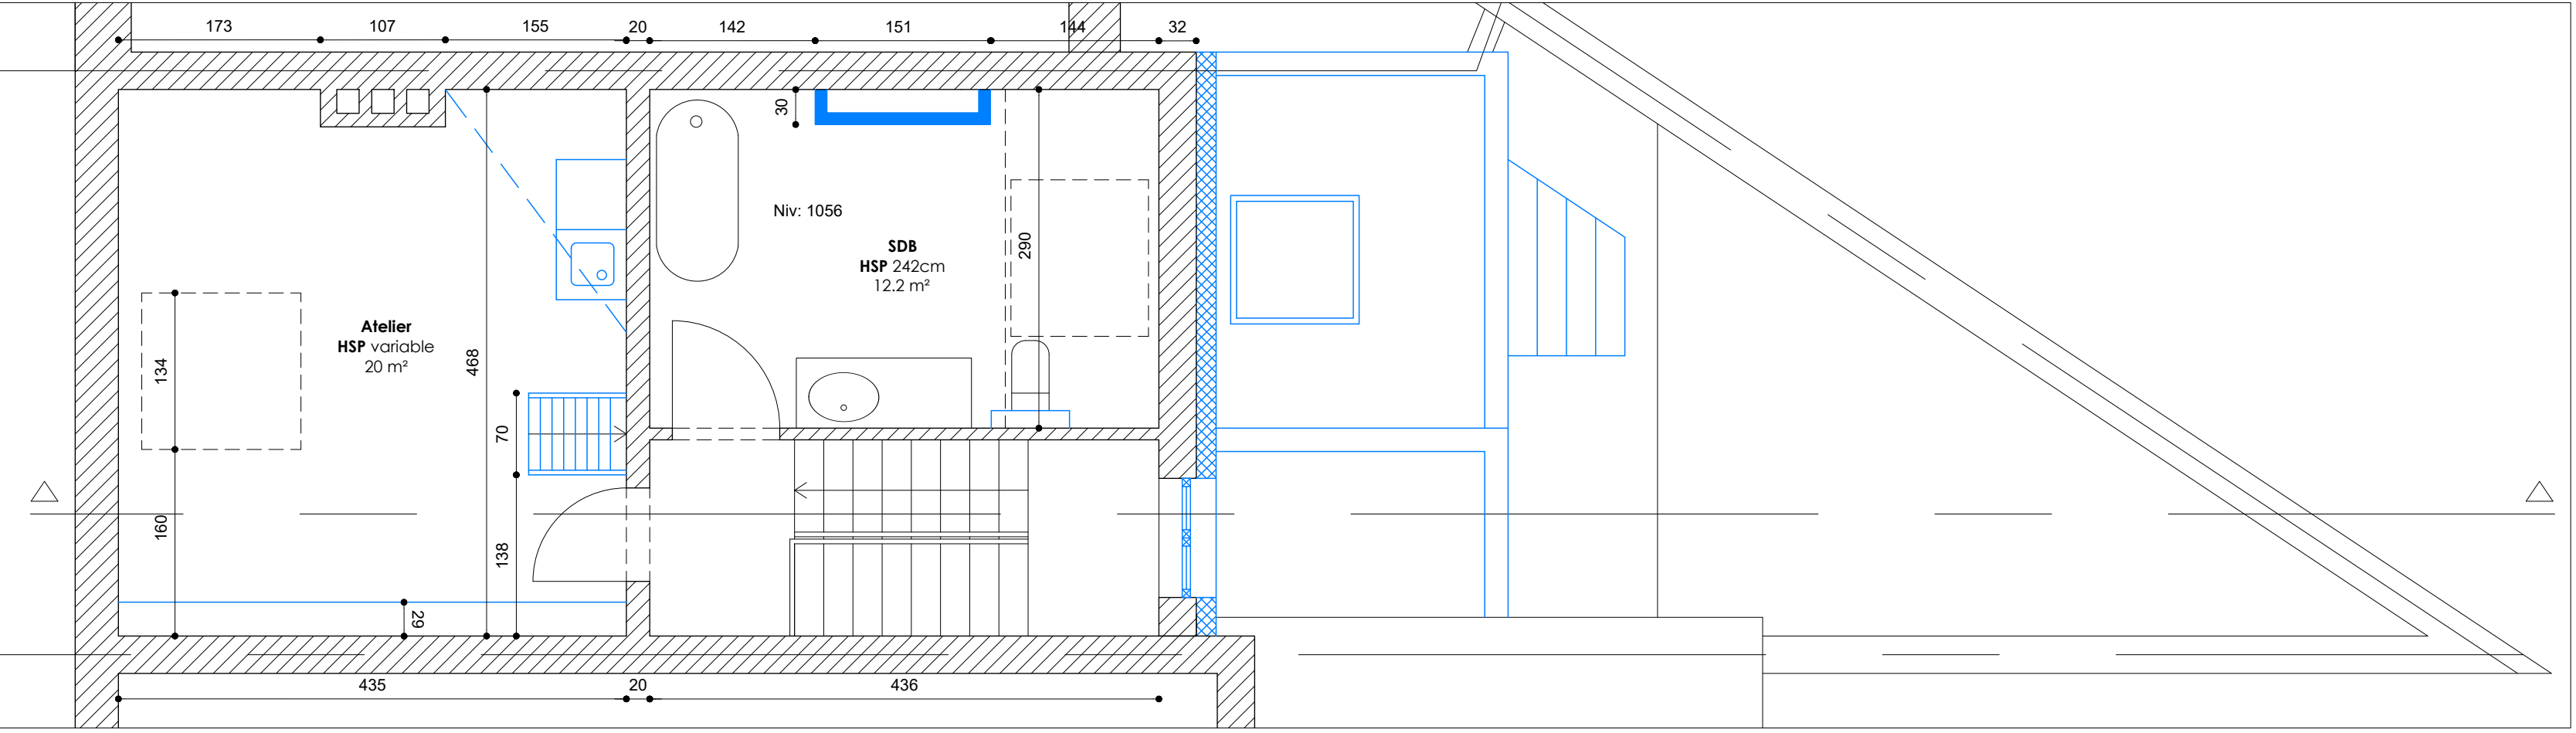 173
107
155
20
142
151
144
32
30
Niv: 1056
SDB
HSP 242cm
12.2 m²
290
Atelier
HSP variable
20 m²
134
468
70
160
138
29
435
20
436